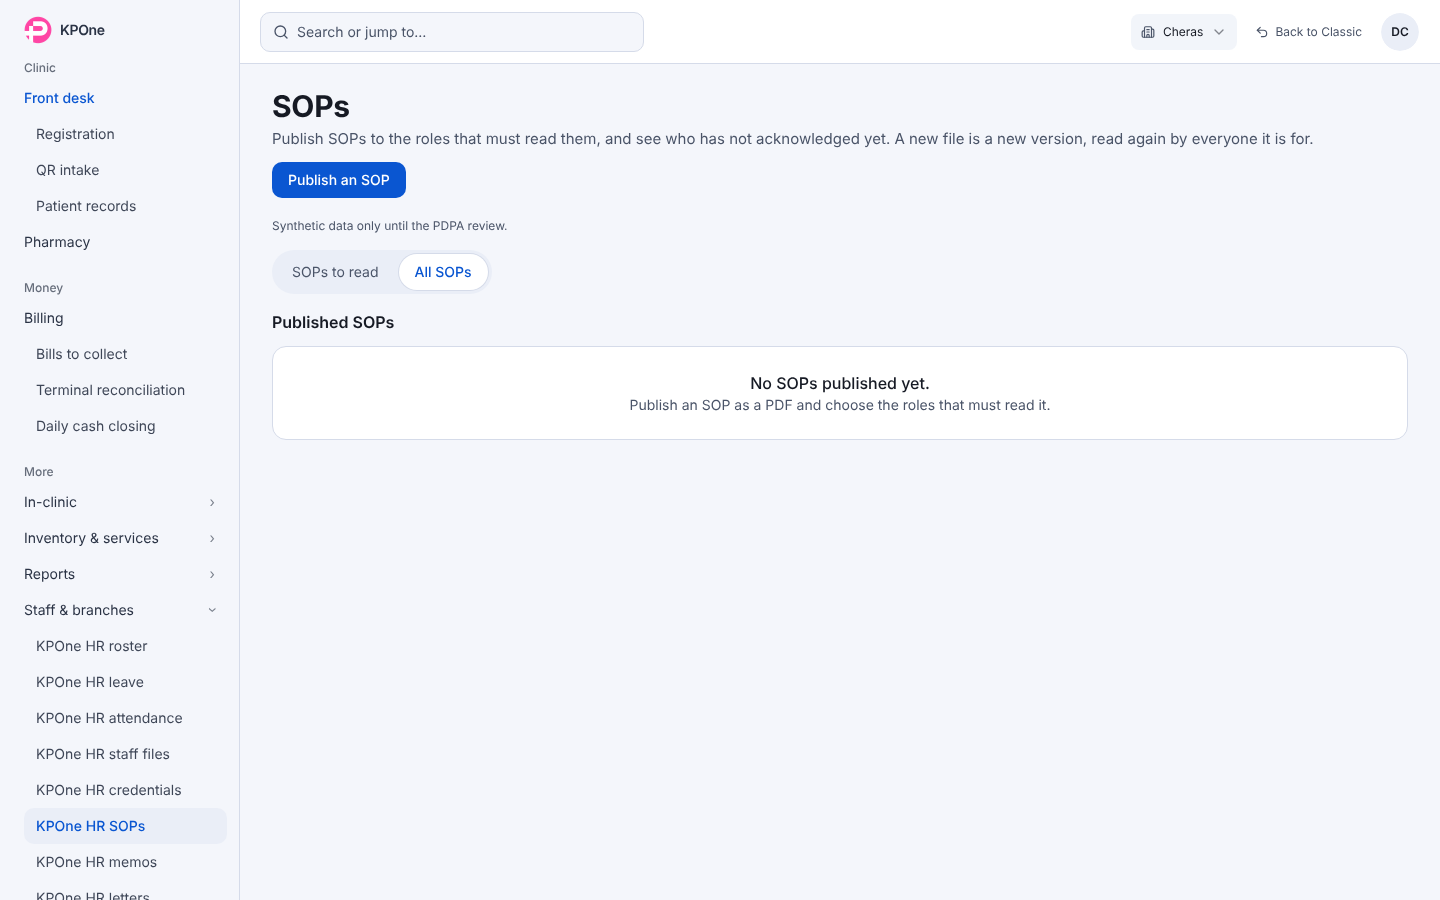 KPOne
Search or jump to...
Cheras
Back to Classic
DC
Clinic
Front desk
Registration
QR intake
Patient records
Pharmacy
Money
Billing
Bills to collect
Terminal reconciliation
Daily cash closing
More
In-clinic
Inventory & services
Reports
Staff & branches
KPOne HR roster
KPOne HR leave
KPOne HR attendance
KPOne HR staff files
KPOne HR credentials
KPOne HR SOPs
KPOne HR memos
KPOne HR letters
SOPs
Publish SOPs to the roles that must read them, and see who has not acknowledged yet. A new file is a new version, read again by everyone it is for.
Publish an SOP
Synthetic data only until the PDPA review.
SOPs to read
All SOPs
Published SOPs
No SOPs published yet.
Publish an SOP as a PDF and choose the roles that must read it.